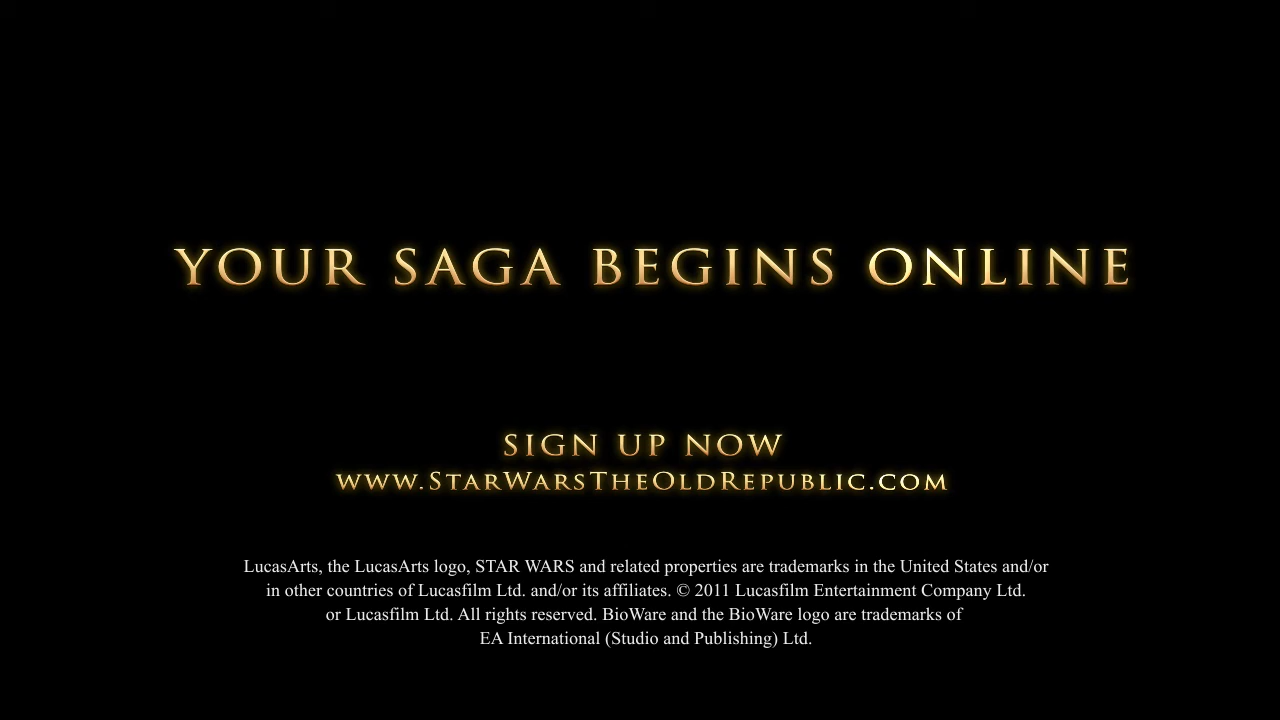 YOUR SAGA BEGINS ONLINE
SIGN UP NOW
WWW.STARWARSTHEOLDREPUBLIC.COM
LucasArts, the LucasArts logo, STAR WARS and related properties are trademarks in the United States and/or
in other countries of Lucasfilm Ltd. and/or its affiliates. © 2011 Lucasfilm Entertainment Company Ltd.
or Lucasfilm Ltd. All rights reserved. BioWare and the BioWare logo are trademarks of
EA International (Studio and Publishing) Ltd.